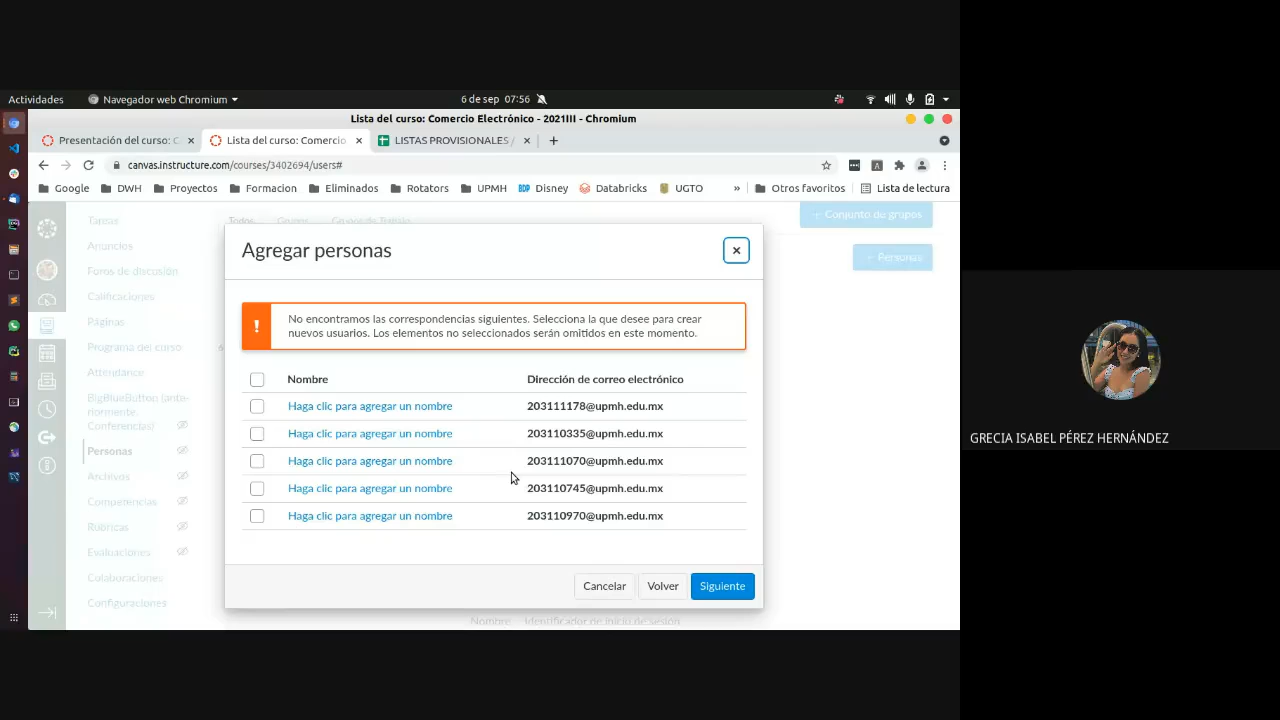 Actividades
Navegador web Chromium
6 de sep 07:56
Lista del curso: Comercio Electrónico - 2021III - Chromium
Presentación del curso: C
Lista del curso: Comercio
LISTAS PROVISIONALES /
canvas.instructure.com/courses/3402694/users#
Google
DWH
Proyectos
Formacion
Eliminados
Rotators
UPMH
BDP Disney
Databricks
UGTO
»
Otros favoritos
Lista de lectura
Tareas
Anuncios
Foros de discusión
Calificaciones
Páginas
Programa del curso
Attendance
BigBlueButton (ante-
riormente,
Conferencias)
Personas
Archivos
Competencias
Rúbricas
Evaluaciones
Colaboraciones
Configuraciones
Todos
Grupos de Trabajo
+ Conjunto de grupos
+ Personas
Agregar personas
No encontramos las correspondencias siguientes. Selecciona la que desee para crear
nuevos usuarios. Los elementos no seleccionados serán omitidos en este momento.
Nombre
Dirección de correo electrónico
Haga clic para agregar un nombre
203111178@upmh.edu.mx
Haga clic para agregar un nombre
203110335@upmh.edu.mx
Haga clic para agregar un nombre
203111070@upmh.edu.mx
Haga clic para agregar un nombre
203110745@upmh.edu.mx
Haga clic para agregar un nombre
203110970@upmh.edu.mx
Cancelar
Volver
Siguiente
Nombre
Identificador de inicio de sesión
GRECIA ISABEL PÉREZ HERNÁNDEZ